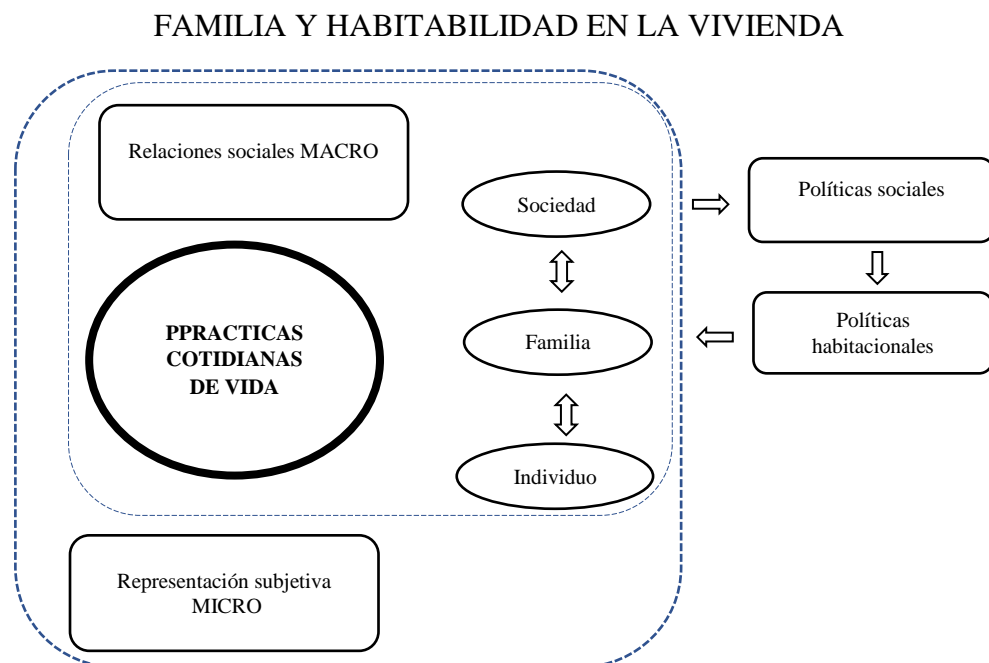 FAMILIA Y HABITABILIDAD EN LA VIVIENDA
Relaciones sociales MACRO
Sociedad
Políticas sociales
PPRACTICAS
COTIDIANAS
DE VIDA
Familia
Políticas
habitacionales
Individuo
Representación subjetiva
MICRO